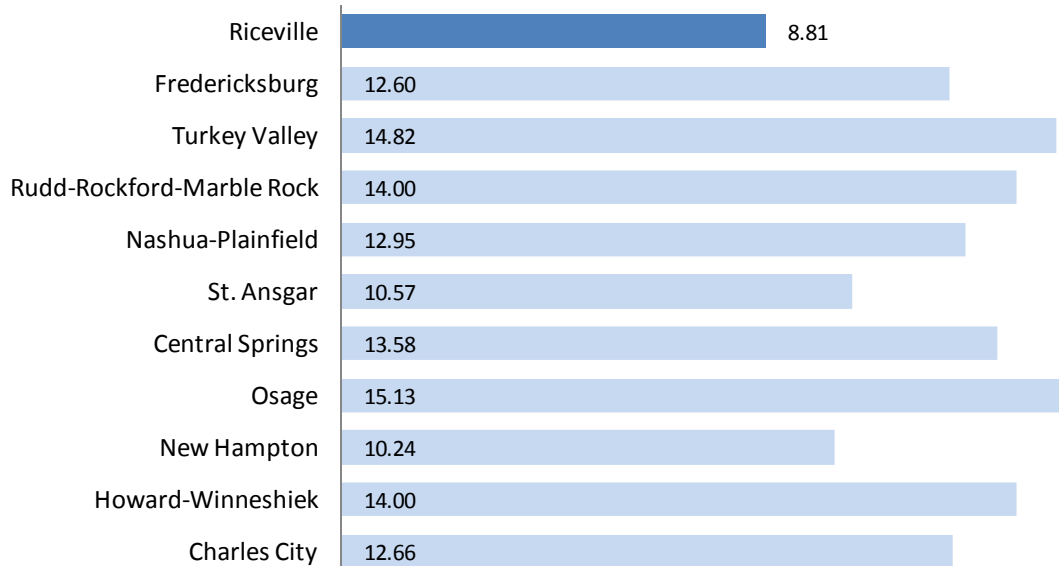 Riceville 8.81
Fredericksburg 12.60
Turkey Valley 14.82
Rudd-Rockford-Marble Rock 14.00
Nashua-Plainfield 12.95
St. Ansgar 10.57
Central Springs 13.58
Osage 15.13
New Hampton 10.24
Howard-Winneshiek 14.00
Charles City 12.66